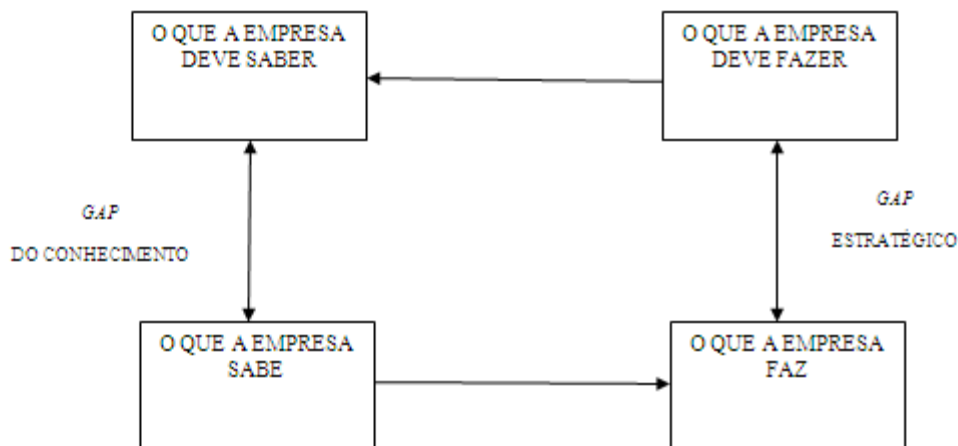 O QUE A EMPRESA
DEVE SABER
O QUE A EMPRESA
DEVE FAZER
GAP
DO CONHECIMENTO
GAP
ESTRATÉGICO
O QUE A EMPRESA
SABE
O QUE A EMPRESA
FAZ